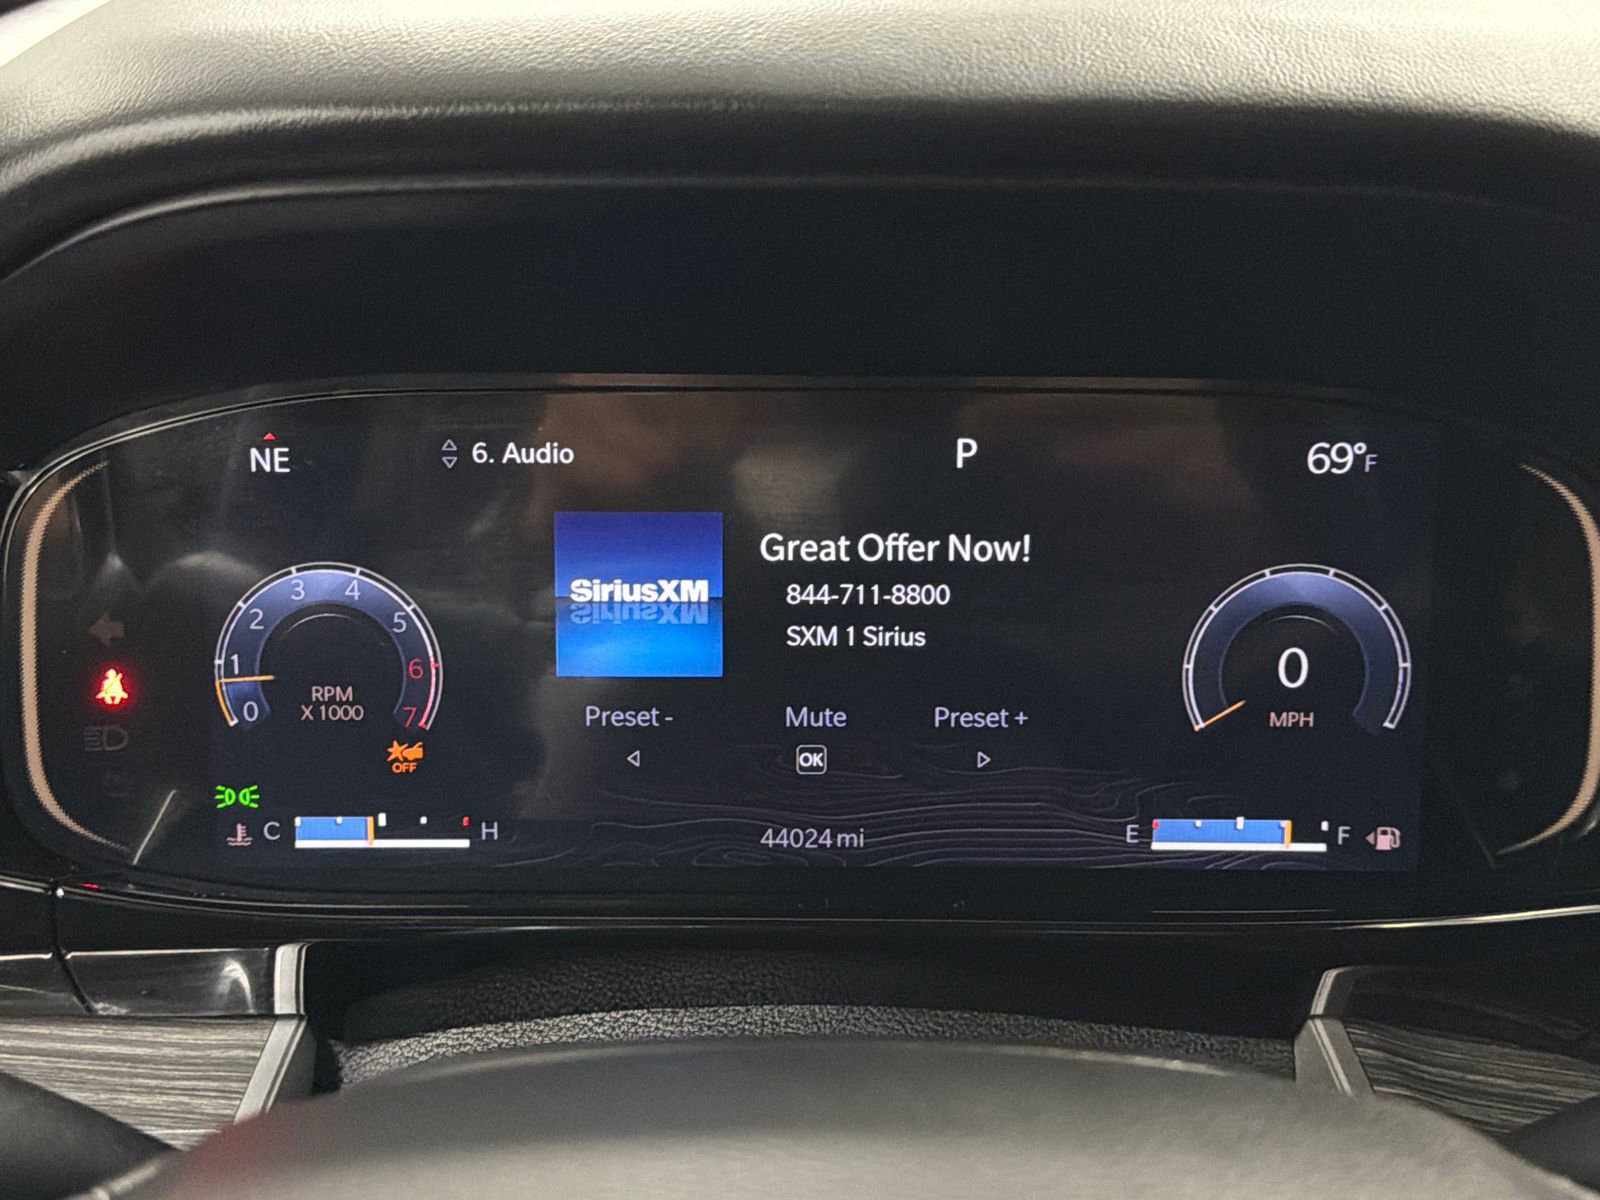 NE
6. Audio
P
69°F
SiriusXM
Great Offer Now!
844-711-8800
SXM 1 Sirius
0
1
2
3
4
5
6
7
RPM
X 1000
OFF
Preset -
Mute
Preset +
OK
0
MPH
C
H
44024 mi
E
F